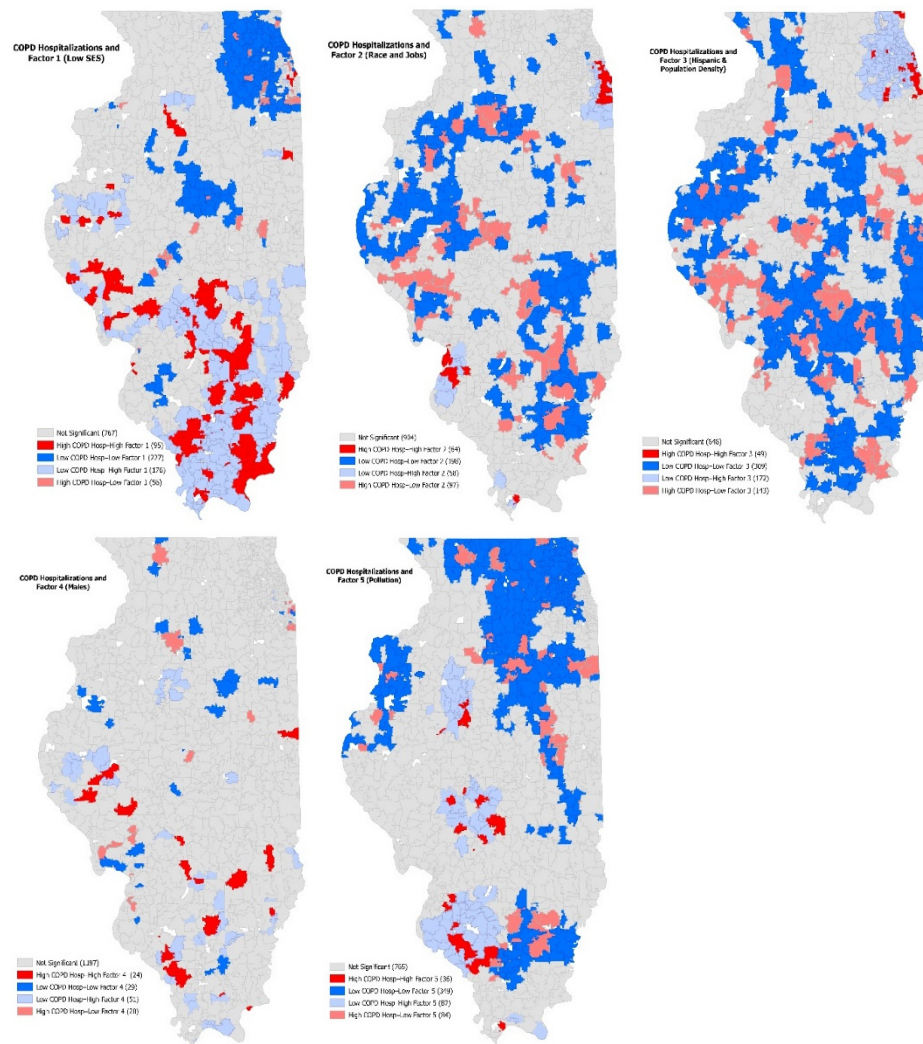 COPD Hospitalizations and
Factor 1 (Low SES)
Not Significant (767)
High COPD Hosp-High Factor 1 (95)
Low COPD Hosp-Low Factor 1 (227)
Low COPD Hosp-High Factor 1 (176)
High COPD Hosp-Low Factor 1 (56)
COPD Hospitalizations and
Factor 2 (Race and Jobs)
Not Significant (904)
High COPD Hosp-High Factor 2 (64)
Low COPD Hosp-Low Factor 2 (198)
Low COPD Hosp-High Factor 2 (58)
High COPD Hosp-Low Factor 2 (97)
COPD Hospitalizations and
Factor 3 (Hispanic &
Population Density)
Not Significant (648)
High COPD Hosp-High Factor 3 (49)
Low COPD Hosp-Low Factor 3 (309)
Low COPD Hosp-High Factor 3 (172)
High COPD Hosp-Low Factor 3 (143)
COPD Hospitalizations and
Factor 4 (Males)
Not Significant (1197)
High COPD Hosp-High Factor 4 (24)
Low COPD Hosp-Low Factor 4 (29)
Low COPD Hosp-High Factor 4 (51)
High COPD Hosp-Low Factor 4 (20)
COPD Hospitalizations and
Factor 5 (Pollution)
Not Significant (765)
High COPD Hosp-High Factor 5 (36)
Low COPD Hosp-Low Factor 5 (349)
Low COPD Hosp-High Factor 5 (87)
High COPD Hosp-Low Factor 5 (84)